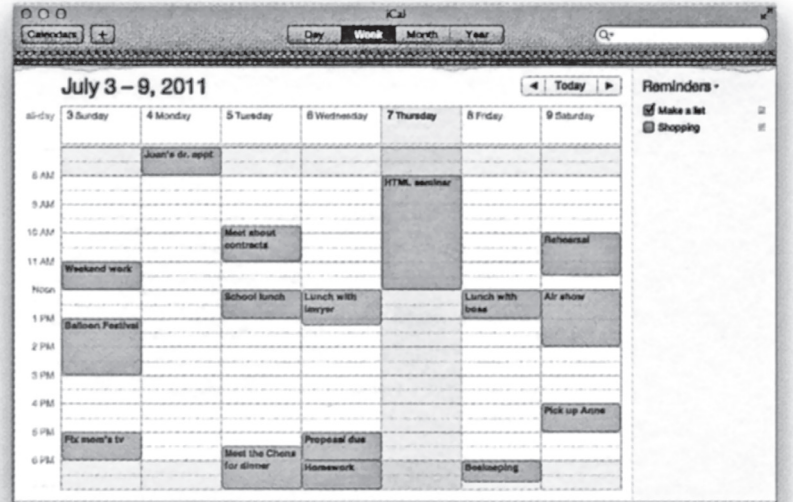 iCal
Calendars +
Day Week Month Year
July 3 – 9, 2011
Today
Reminders
Make a list
Shopping
all-day 3 Sunday 4 Monday 5 Tuesday 6 Wednesday 7 Thursday 8 Friday 9 Saturday
Juan's dr. appt
8 AM
HTML seminar
9 AM
10 AM
Meet about
contracts
Rehearsal
11 AM
Weekend work
Noon
School lunch
Lunch with
lawyer
Lunch with
boss
Air show
1 PM
Balloon Festival
2 PM
3 PM
4 PM
Pick up Anne
5 PM
Fix mom's tv
Proposal due
Meet the Chens
for dinner
6 PM
Homework
Beekeeping